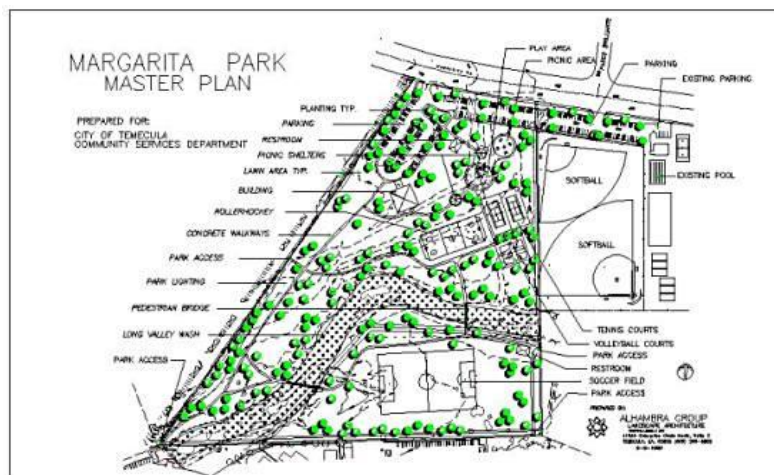 MARGARITA PARK
MASTER PLAN
PREPARED FOR:
CITY OF TEMECULA
COMMUNITY SERVICES DEPARTMENT
PLAY AREA
PICNIC AREA
PARKING
EXISTING PARKING
PLANTING TYP.
PARKING
RESTROOM
PICNIC SHELTERS
LAWN AREA TYP.
BUILDING
ROLLERHOCKEY
CONCRETE WALKWAYS
PARK ACCESS
PARK LIGHTING
PEDESTRIAN BRIDGE
LONG VALLEY WASH
PARK ACCESS
EXISTING POOL
SOFTBALL
SOFTBALL
TENNIS COURTS
VOLLEYBALL COURTS
PARK ACCESS
RESTROOM
SOCCER FIELD
PARK ACCESS
PREPARED BY:
ALHAMBRA GROUP
LANDSCAPE ARCHITECTURE